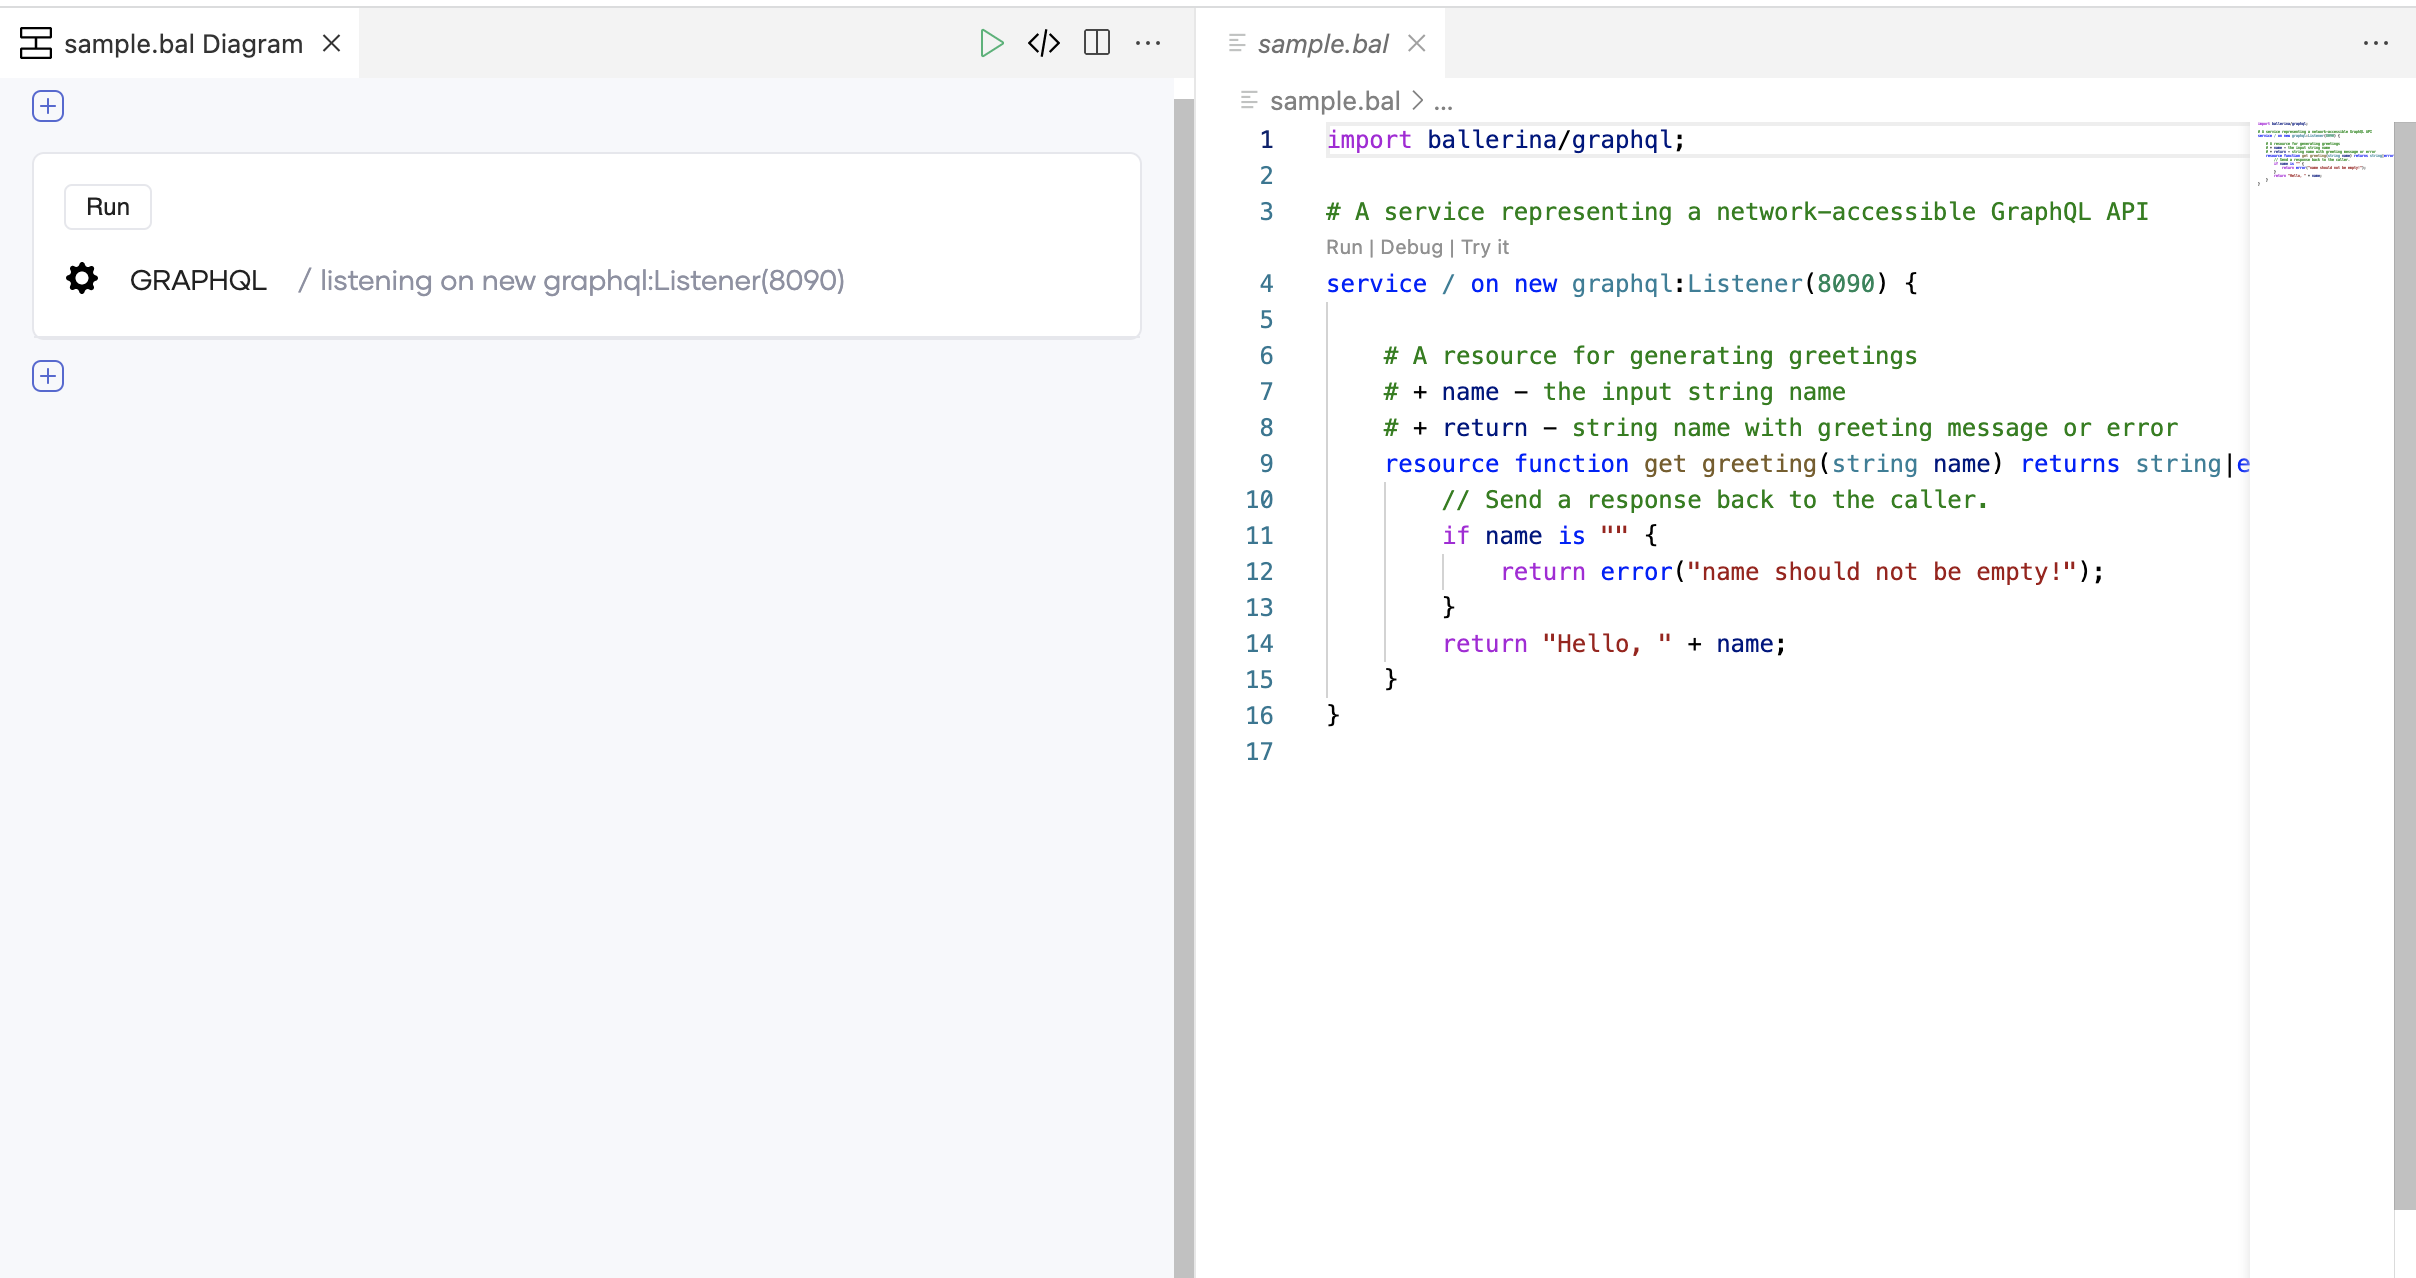 sample.bal Diagram
Run
GRAPHQL / listening on new graphql:Listener(8090)
sample.bal
sample.bal > ...
1 import ballerina/graphql;
2
3 # A service representing a network-accessible GraphQL API
Run | Debug | Try it
4 service / on new graphql:Listener(8090) {
5
6 # A resource for generating greetings
7 # + name - the input string name
8 # + return - string name with greeting message or error
9 resource function get greeting(string name) returns string|e
10 // Send a response back to the caller.
11 if name is "" {
12 return error("name should not be empty!");
13 }
14 return "Hello, " + name;
15 }
16 }
17